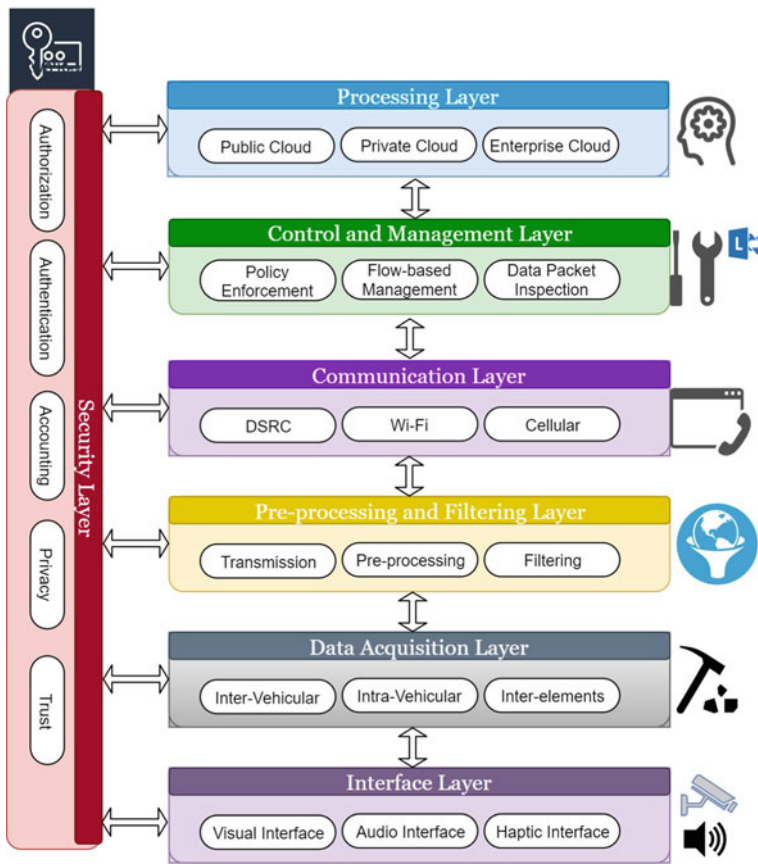 Processing Layer
Public Cloud
Private Cloud
Enterprise Cloud
Control and Management Layer
Policy
Enforcement
Flow-based
Management
Data Packet
Inspection
Communication Layer
DSRC
Wi-Fi
Cellular
Pre-processing and Filtering Layer
Transmission
Pre-processing
Filtering
Data Acquisition Layer
Inter-Vehicular
Intra-Vehicular
Inter-elements
Interface Layer
Visual Interface
Audio Interface
Haptic Interface
Security Layer
Authorization
Authentication
Accounting
Privacy
Trust
L